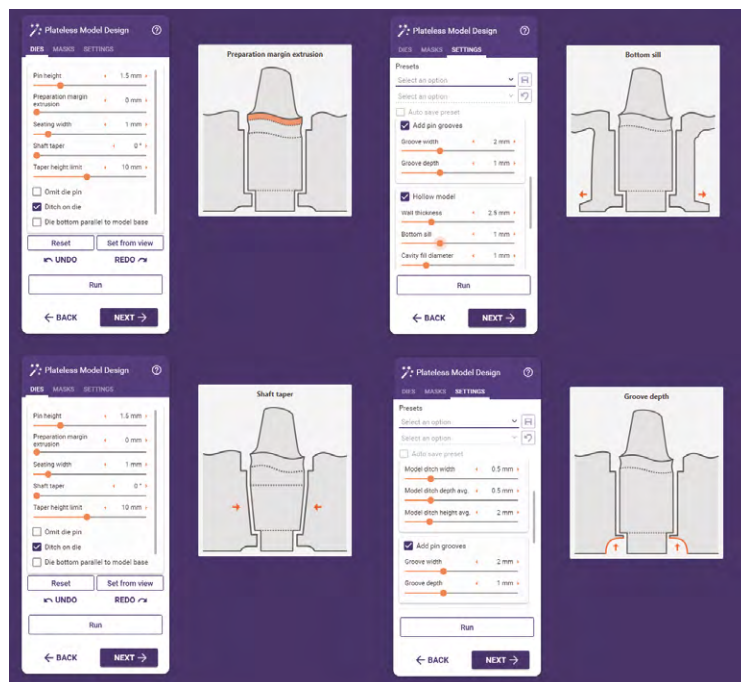 Plateless Model Design
DIES MASKS SETTINGS
Pin height 1.5 mm
Preparation margin
extrusion 0 mm
Seating width 1 mm
Shaft taper 0 °
Taper height limit 10 mm
Omit die pin
Ditch on die
Die bottom parallel to model base
Reset Set from view
UNDO REDO
Run
BACK NEXT
Preparation margin extrusion
Plateless Model Design
DIES MASKS SETTINGS
Presets
Select an option
Select an option
Auto save preset
Add pin grooves
Groove width 2 mm
Groove depth 1 mm
Hollow model
Wall thickness 2.5 mm
Bottom sill 1 mm
Cavity fill diameter 1 mm
Run
BACK NEXT
Bottom sill
Plateless Model Design
DIES MASKS SETTINGS
Pin height 1.5 mm
Preparation margin
extrusion 0 mm
Seating width 1 mm
Shaft taper 0 °
Taper height limit 10 mm
Omit die pin
Ditch on die
Die bottom parallel to model base
Reset Set from view
UNDO REDO
Run
BACK NEXT
Shaft taper
Plateless Model Design
DIES MASKS SETTINGS
Presets
Select an option
Select an option
Auto save preset
Model ditch width 0.5 mm
Model ditch depth avg. 0.5 mm
Model ditch height avg. 2 mm
Add pin grooves
Groove width 2 mm
Groove depth 1 mm
Run
BACK NEXT
Groove depth